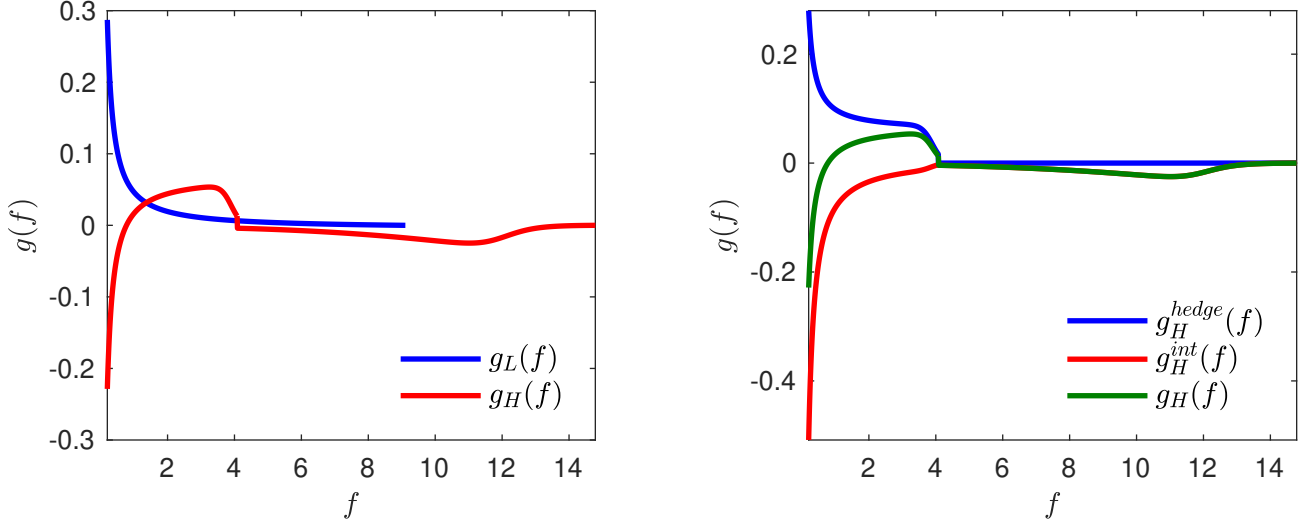 0.3
0.2
0.1
0
-0.1
-0.2
-0.3
g(f)
2 4 6 8 10 12 14
f
g_L(f)
g_H(f)
0.2
0
-0.2
-0.4
g(f)
2 4 6 8 10 12 14
f
g_H^{hedge}(f)
g_H^{int}(f)
g_H(f)